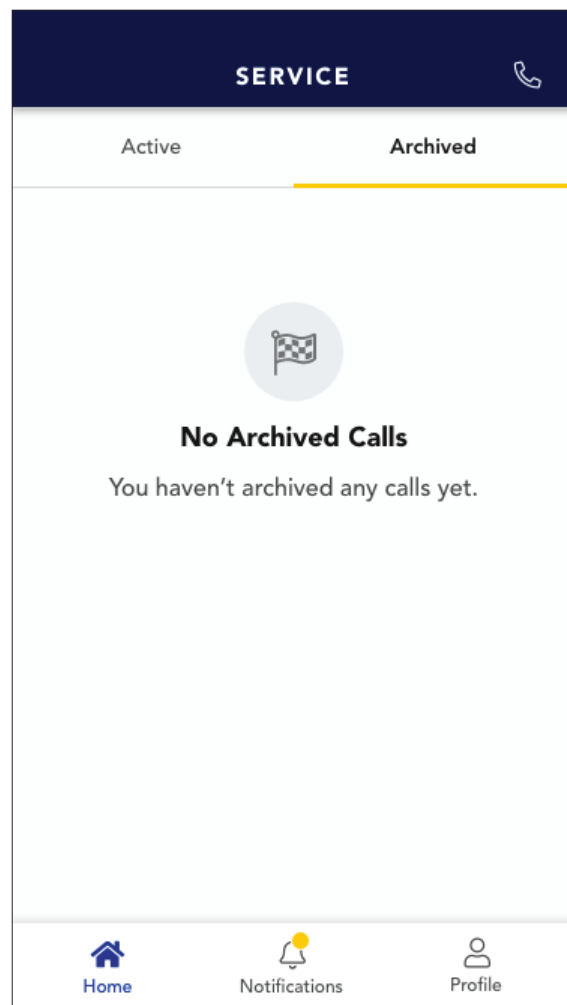 SERVICE
Active Archived
No Archived Calls
You haven’t archived any calls yet.
Home Notifications Profile